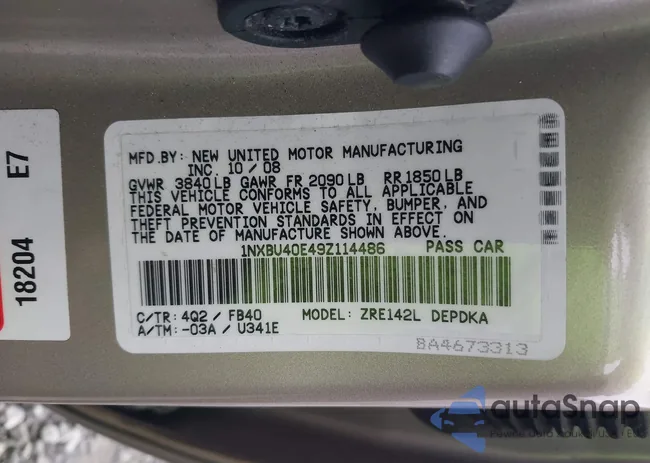 MFD.BY: NEW UNITED MOTOR MANUFACTURING
INC. 10 / 08
GVWR 3840 LB GAWR FR 2090 LB RR 1850 LB
THIS VEHICLE CONFORMS TO ALL APPLICABLE
FEDERAL MOTOR VEHICLE SAFETY, BUMPER, AND
THEFT PREVENTION STANDARDS IN EFFECT ON
THE DATE OF MANUFACTURE SHOWN ABOVE.
1NXBU40E49Z114486 PASS CAR
C/TR: 4Q2 / FB40 MODEL: ZRE142L DEPDKA
A/TM: -03A / U341E
BA4673313
18204 E7
autoSnap